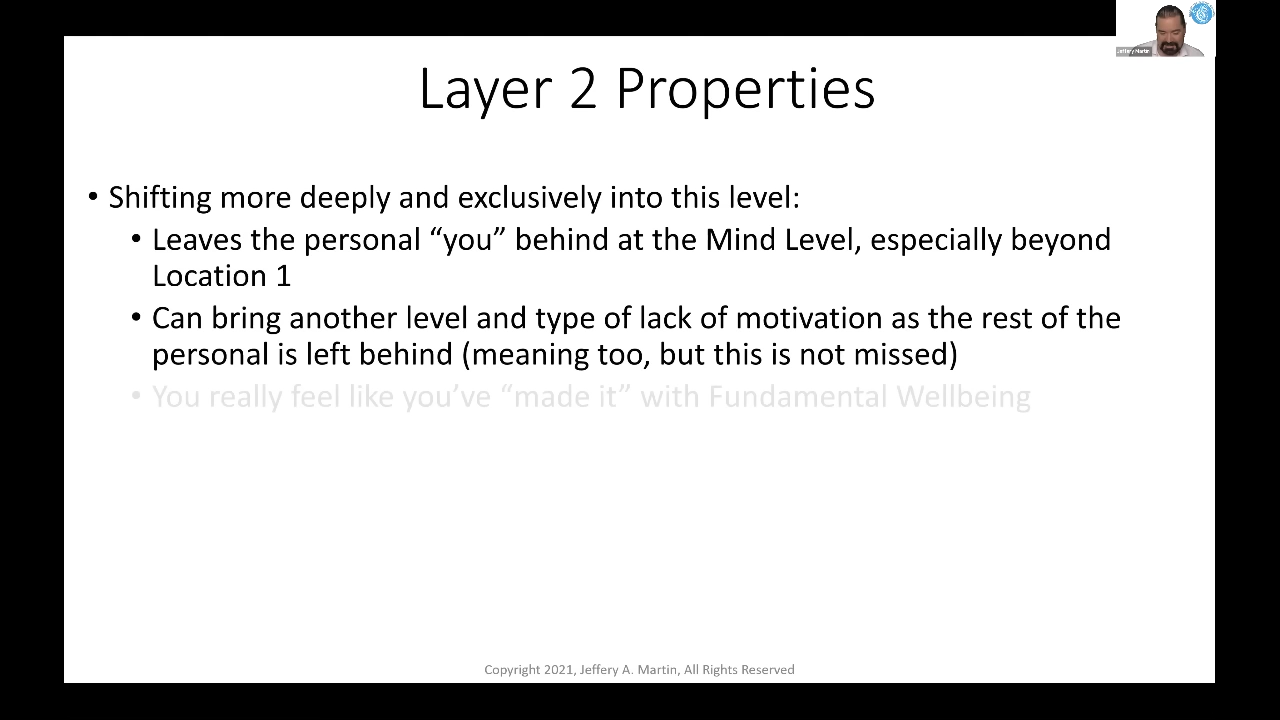 Jeffery Martin
Layer 2 Properties
• Shifting more deeply and exclusively into this level:
• Leaves the personal “you” behind at the Mind Level, especially beyond
Location 1
• Can bring another level and type of lack of motivation as the rest of the
personal is left behind (meaning too, but this is not missed)
• You really feel like you’ve “made it” with Fundamental Wellbeing
Copyright 2021, Jeffery A. Martin, All Rights Reserved